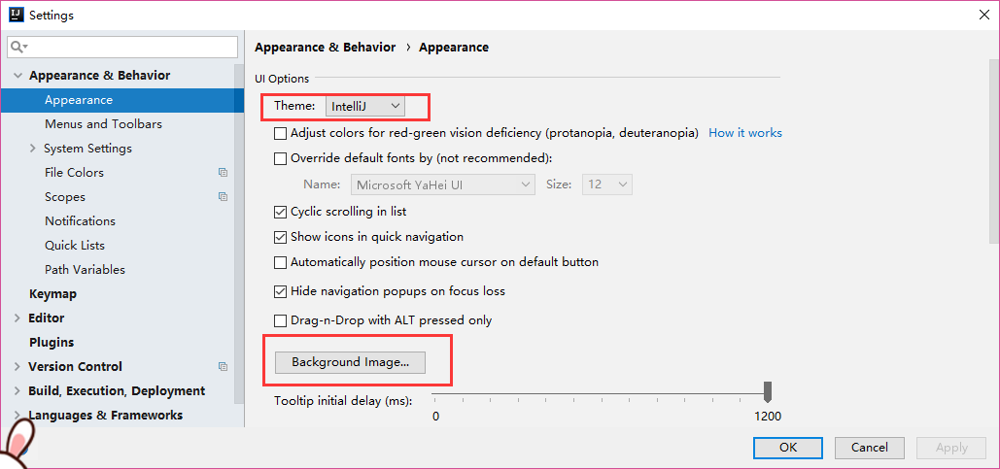 Settings
Appearance & Behavior
Appearance
Menus and Toolbars
System Settings
File Colors
Scopes
Notifications
Quick Lists
Path Variables
Keymap
Editor
Plugins
Version Control
Build, Execution, Deployment
Languages & Frameworks
Appearance & Behavior › Appearance
UI Options
Theme: IntelliJ
Adjust colors for red-green vision deficiency (protanopia, deuteranopia) How it works
Override default fonts by (not recommended):
Name: Microsoft YaHei UI Size: 12
Cyclic scrolling in list
Show icons in quick navigation
Automatically position mouse cursor on default button
Hide navigation popups on focus loss
Drag-n-Drop with ALT pressed only
Background Image...
Tooltip initial delay (ms):
0 1200
OK Cancel Apply